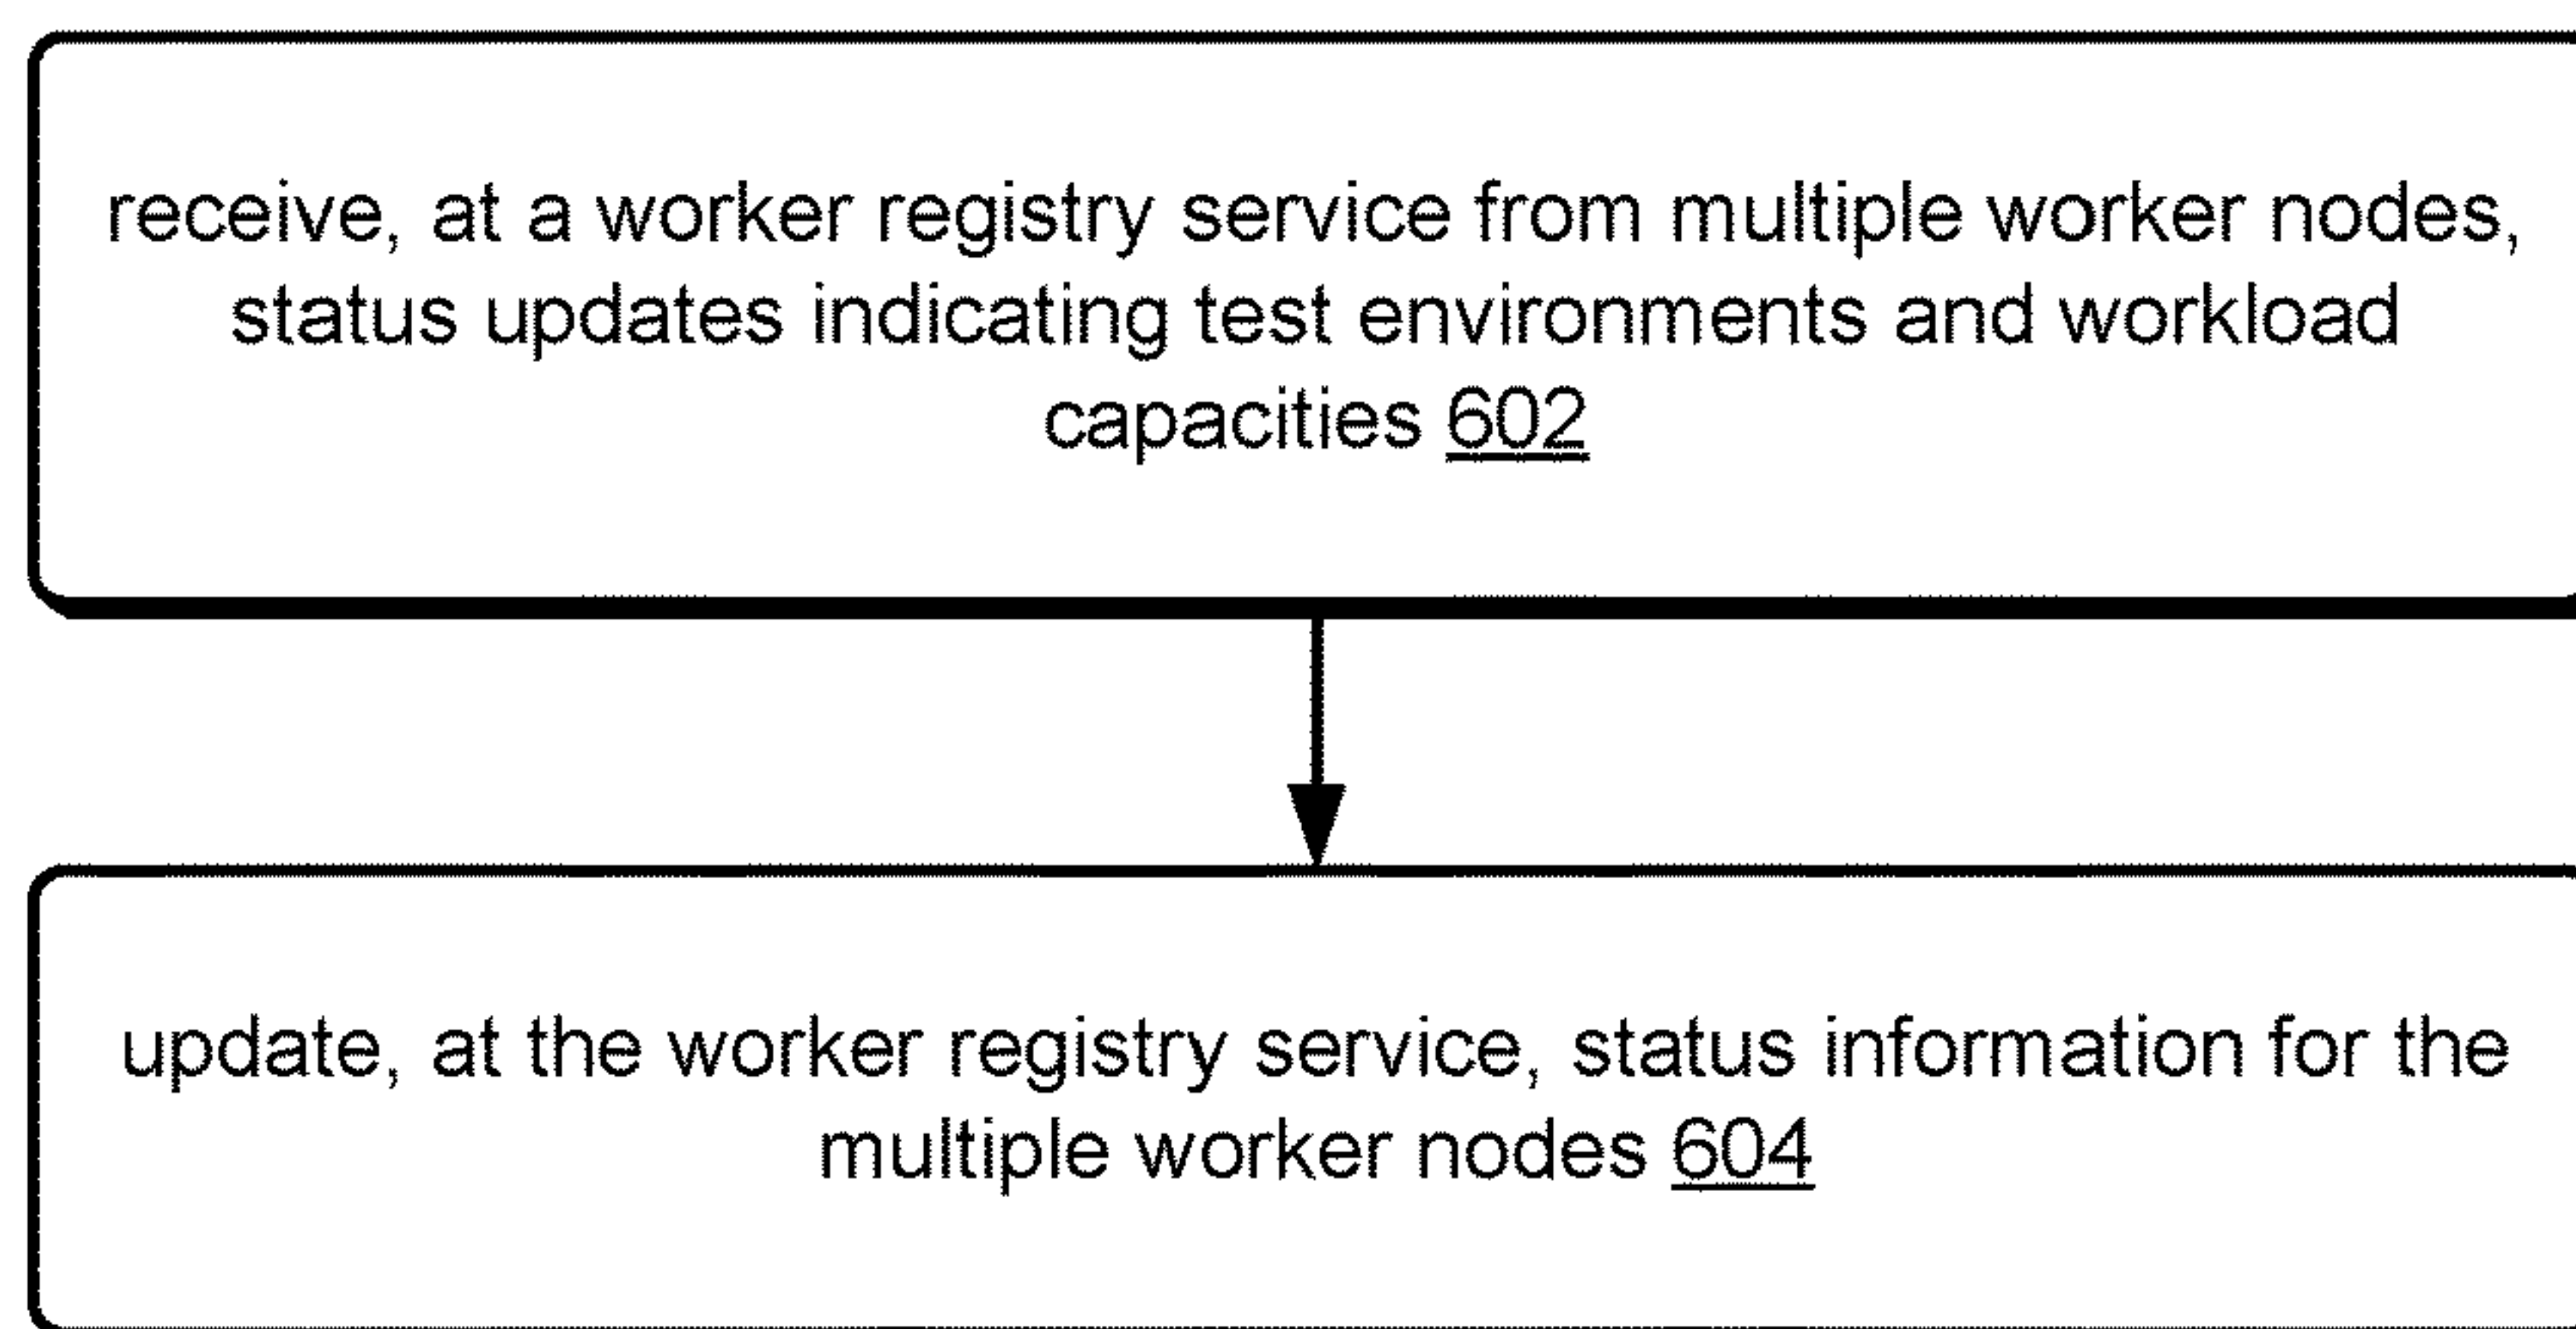 receive, at a worker registry service from multiple worker nodes,
status updates indicating test environments and workload
capacities 602
update, at the worker registry service, status information for the
multiple worker nodes 604